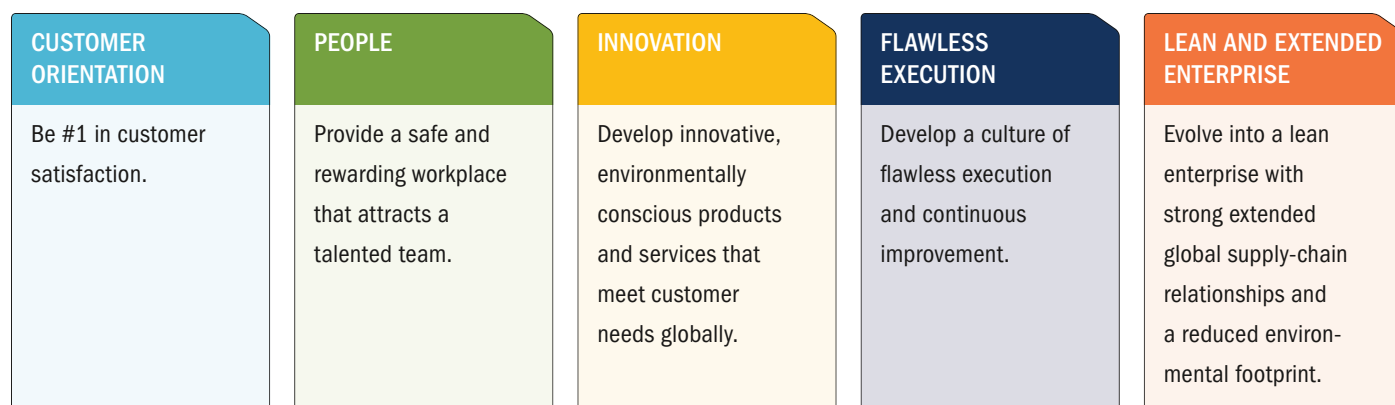 CUSTOMER
ORIENTATION
Be #1 in customer
satisfaction.
PEOPLE
Provide a safe and
rewarding workplace
that attracts a
talented team.
INNOVATION
Develop innovative,
environmentally
conscious products
and services that
meet customer
needs globally.
FLAWLESS
EXECUTION
Develop a culture of
flawless execution
and continuous
improvement.
LEAN AND EXTENDED
ENTERPRISE
Evolve into a lean
enterprise with
strong extended
global supply-chain
relationships and
a reduced environ-
mental footprint.